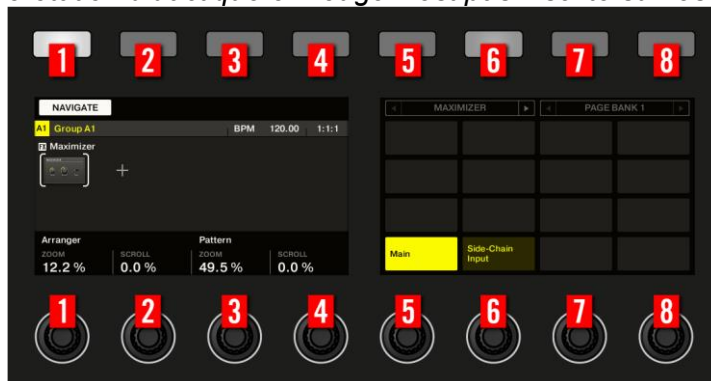 1 2 3 4 5 6 7 8
NAVIGATE
MAXIMIZER PAGE BANK 1
A1 Group A1 BPM 120.00 1:1:1
FX Maximizer
+
Arranger Pattern
ZOOM SCROLL ZOOM SCROLL
12.2 % 0.0 % 49.5 % 0.0 %
Main Side-Chain
Input
1 2 3 4 5 6 7 8